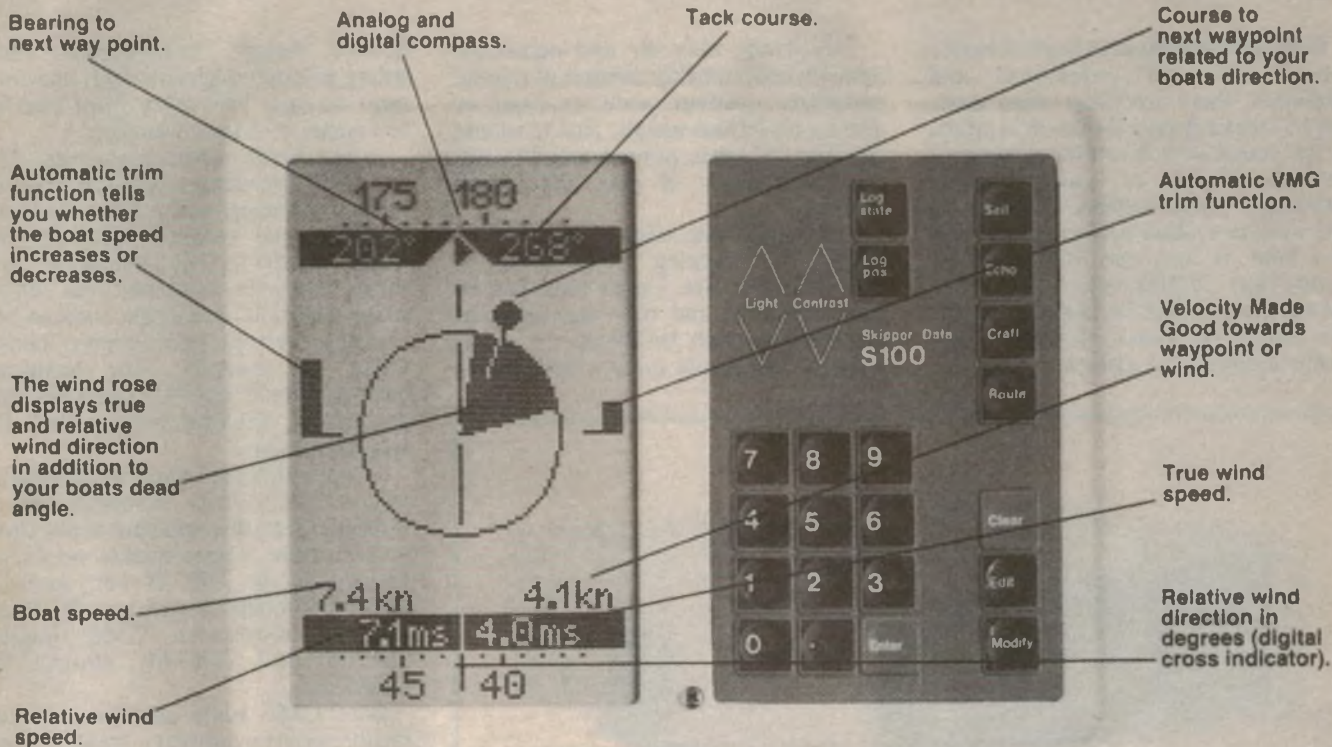 Bearing to
next way point.
Analog and
digital compass.
Tack course.
Course to
next waypoint
related to your
boats direction.
Automatic trim
function tells
you whether
the boat speed
increases or
decreases.
Automatic VMG
trim function.
The wind rose
displays true
and relative
wind direction
in addition to
your boats dead
angle.
Velocity Made
Good towards
waypoint or
wind.
True wind
speed.
Boat speed.
Relative wind
direction in
degrees (digital
cross indicator).
Relative wind
speed.
175 180
202° 268°
7.4kn 4.1kn
7.1ms 4.0ms
45 40
Log
state
Sail
Log
pos
Echo
Light Contrast
Skipper Data
S100
Craft
Route
7 8 9
4 5 6
Clear
1 2 3
Edit
0 . Enter
Modify